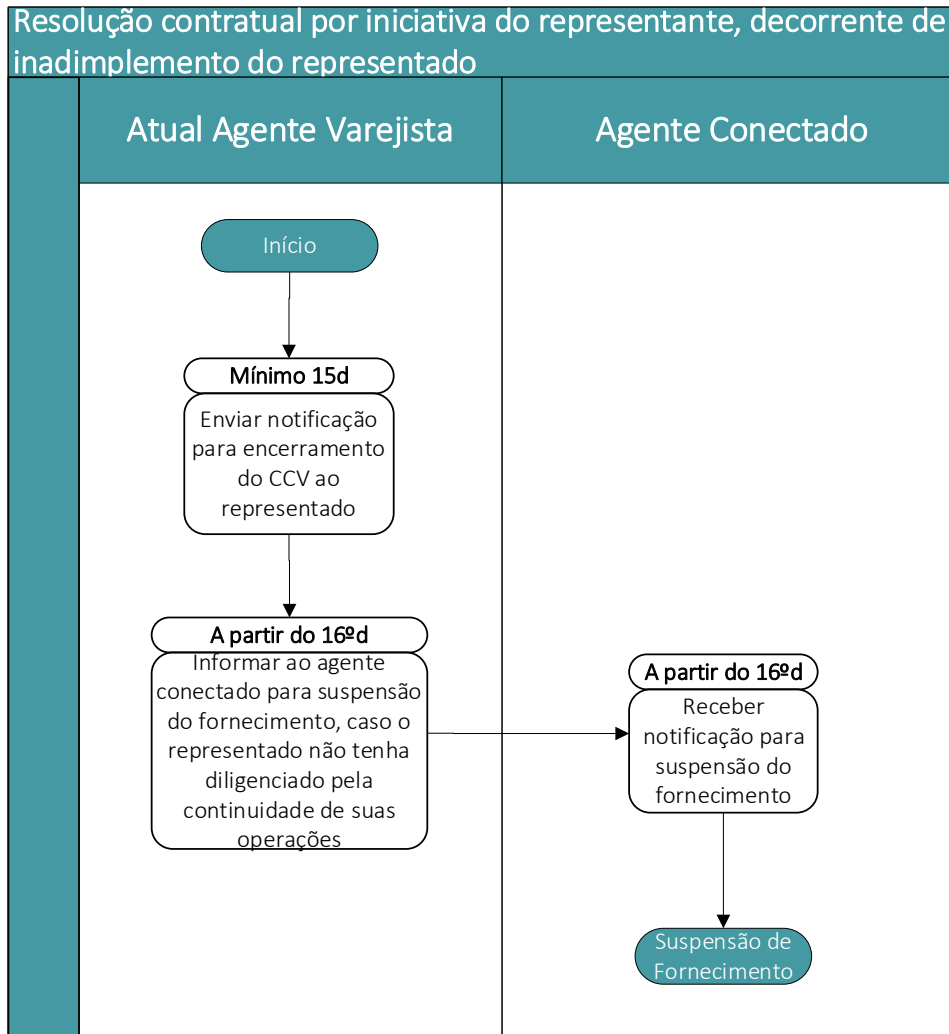 Resolução contratual por iniciativa do representante, decorrente de
inadimplemento do representado
Atual Agente Varejista
Agente Conectado
Início
Mínimo 15d
Enviar notificação
para encerramento
do CCV ao
representado
A partir do 16ºd
Informar ao agente
conectado para suspensão
do fornecimento, caso o
representado não tenha
diligenciado pela
continuidade de suas
operações
A partir do 16ºd
Receber
notificação para
suspensão do
fornecimento
Suspensão de
Fornecimento